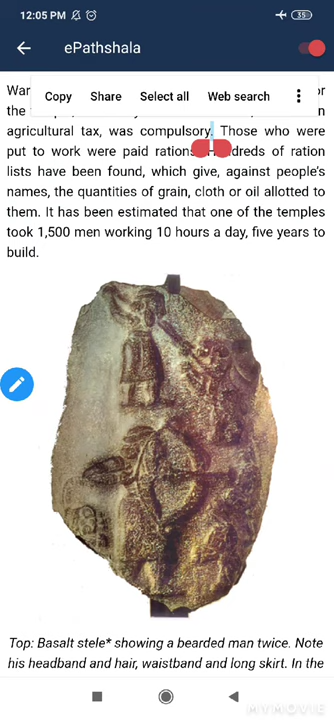 12:05 PM
35
ePathshala
War
or
Copy Share Select all Web search
the
agricultural tax, was compulsory. Those who were
put to work were paid rations. Hundreds of ration
lists have been found, which give, against people's
names, the quantities of grain, cloth or oil allotted to
them. It has been estimated that one of the temples
took 1,500 men working 10 hours a day, five years to
build.
Top: Basalt stele* showing a bearded man twice. Note
his headband and hair, waistband and long skirt. In the
MYMOVIE